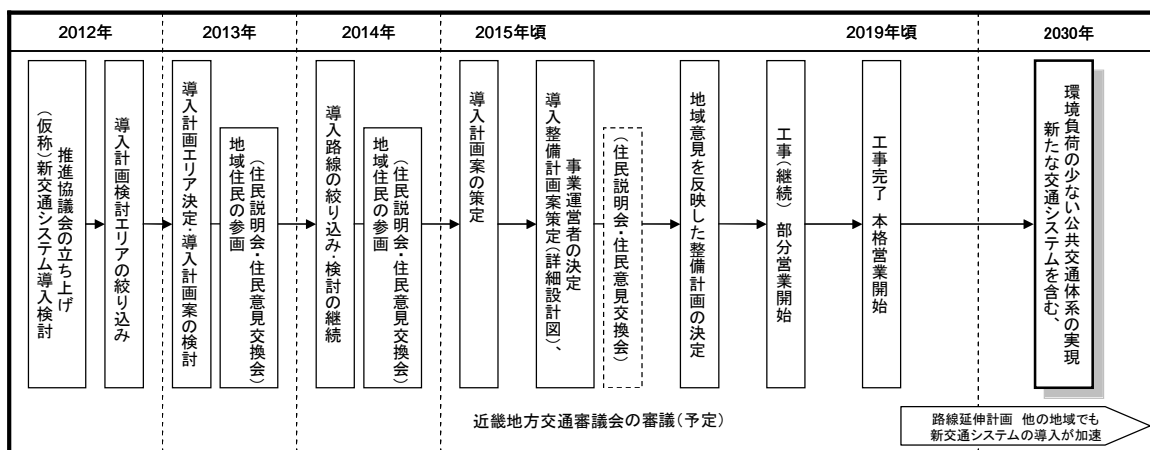 2012年
2013年
2014年
2015年頃
2019年頃
2030年
(仮称)新交通システム導入検討
推進協議会の立ち上げ
導入計画検討エリアの絞り込み
導入計画エリア決定・導入計画案の検討
地域住民の参画
(住民説明会・住民意見交換会)
導入路線の絞り込み・検討の継続
地域住民の参画
(住民説明会・住民意見交換会)
導入計画案の策定
導入整備計画案策定(詳細設計図)、
事業運営者の決定
(住民説明会・住民意見交換会)
地域意見を反映した整備計画の決定
工事(継続) 部分営業開始
工事完了 本格営業開始
新たな交通システムを含む、
環境負荷の少ない公共交通体系の実現
近畿地方交通審議会の審議(予定)
路線延伸計画 他の地域でも
新交通システムの導入が加速